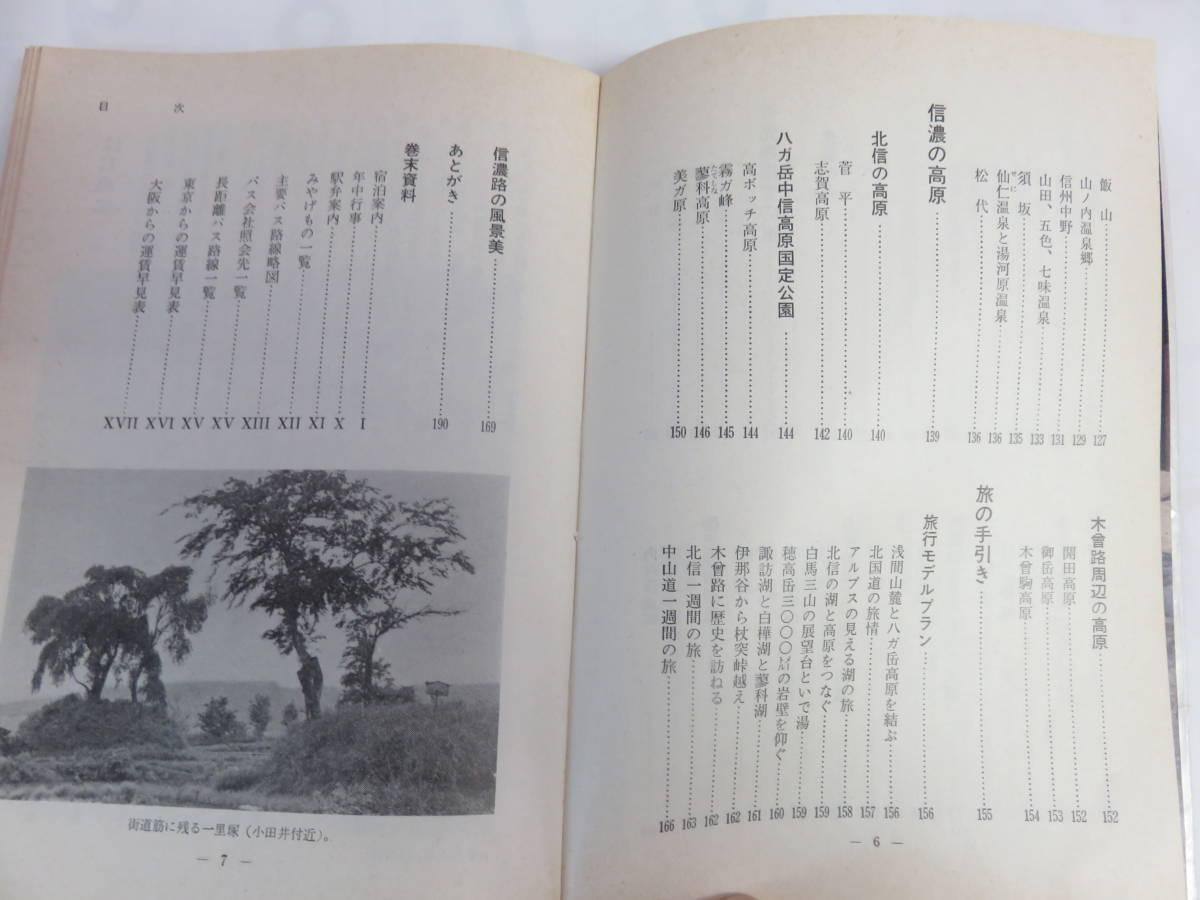 飯山……127
山ノ内温泉郷……129
信州中野……131
山田、五色、七味温泉……133
須坂……135
仙仁温泉と湯河原温泉……136
せに
松代……136
信濃の高原……139
北信の高原……140
菅平……140
志賀高原……142
八ガ岳中信高原国定公園……144
高ボッチ高原……144
霧ガ峰……145
蓼科高原……146
たてしな
美ガ原……150
木曾路周辺の高原……152
開田高原……152
御岳高原……153
木曾駒高原……154
旅の手引き……155
旅行モデルプラン……156
浅間山麓と八ガ岳高原を結ぶ……156
北国道の旅情……157
アルプスの見える湖の旅……158
北信の湖と高原をつなぐ……159
白馬三山の展望台といで湯……159
穂高岳三〇〇〇㍍の岩壁を仰ぐ……160
諏訪湖と白樺湖と蓼科湖……161
伊那谷から杖突峠越え……162
木曾路に歴史を訪ねる……162
北信一週間の旅……163
中山道一週間の旅……166
― 6 ―
信濃路の風景美……169
あとがき……190
巻末資料
宿泊案内……I
年中行事……X
駅弁案内……XI
みやげもの一覧……XII
主要バス路線略図……XIII
バス会社照会先一覧……XV
長距離バス路線一覧……XV
東京からの運賃早見表……XVI
大阪からの運賃早見表……XVII
目次
街道筋に残る一里塚（小田井付近）。
― 7 ―